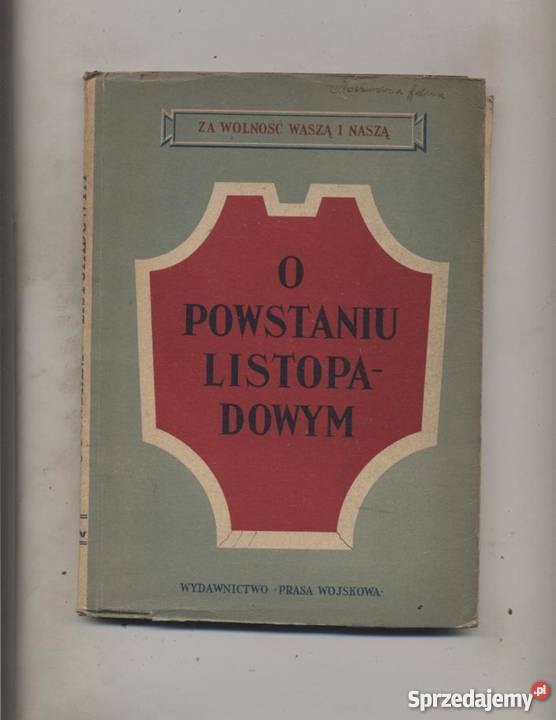 ZA WOLNOŚĆ WASZĄ I NASZĄ
O
POWSTANIU
LISTOPA-
DOWYM
WYDAWNICTWO „PRASA WOJSKOWA”
Sprzedajemy.pl